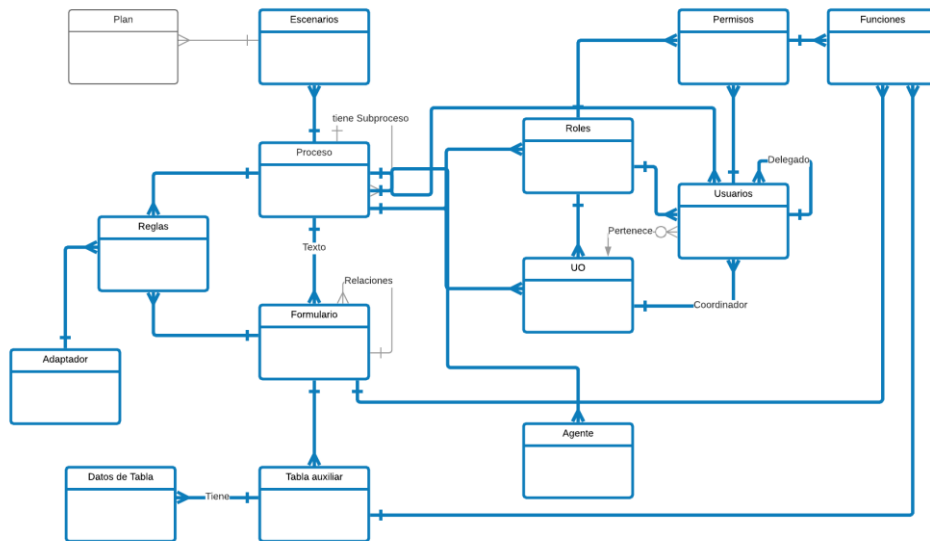 Plan
Escenarios
Permisos
Funciones
tiene Subproceso
Roles
Proceso
Delegado
Usuarios
Reglas
Pertenece
Texto
UO
Relaciones
Coordinador
Formulario
Adaptador
Agente
Datos de Tabla
Tiene
Tabla auxiliar